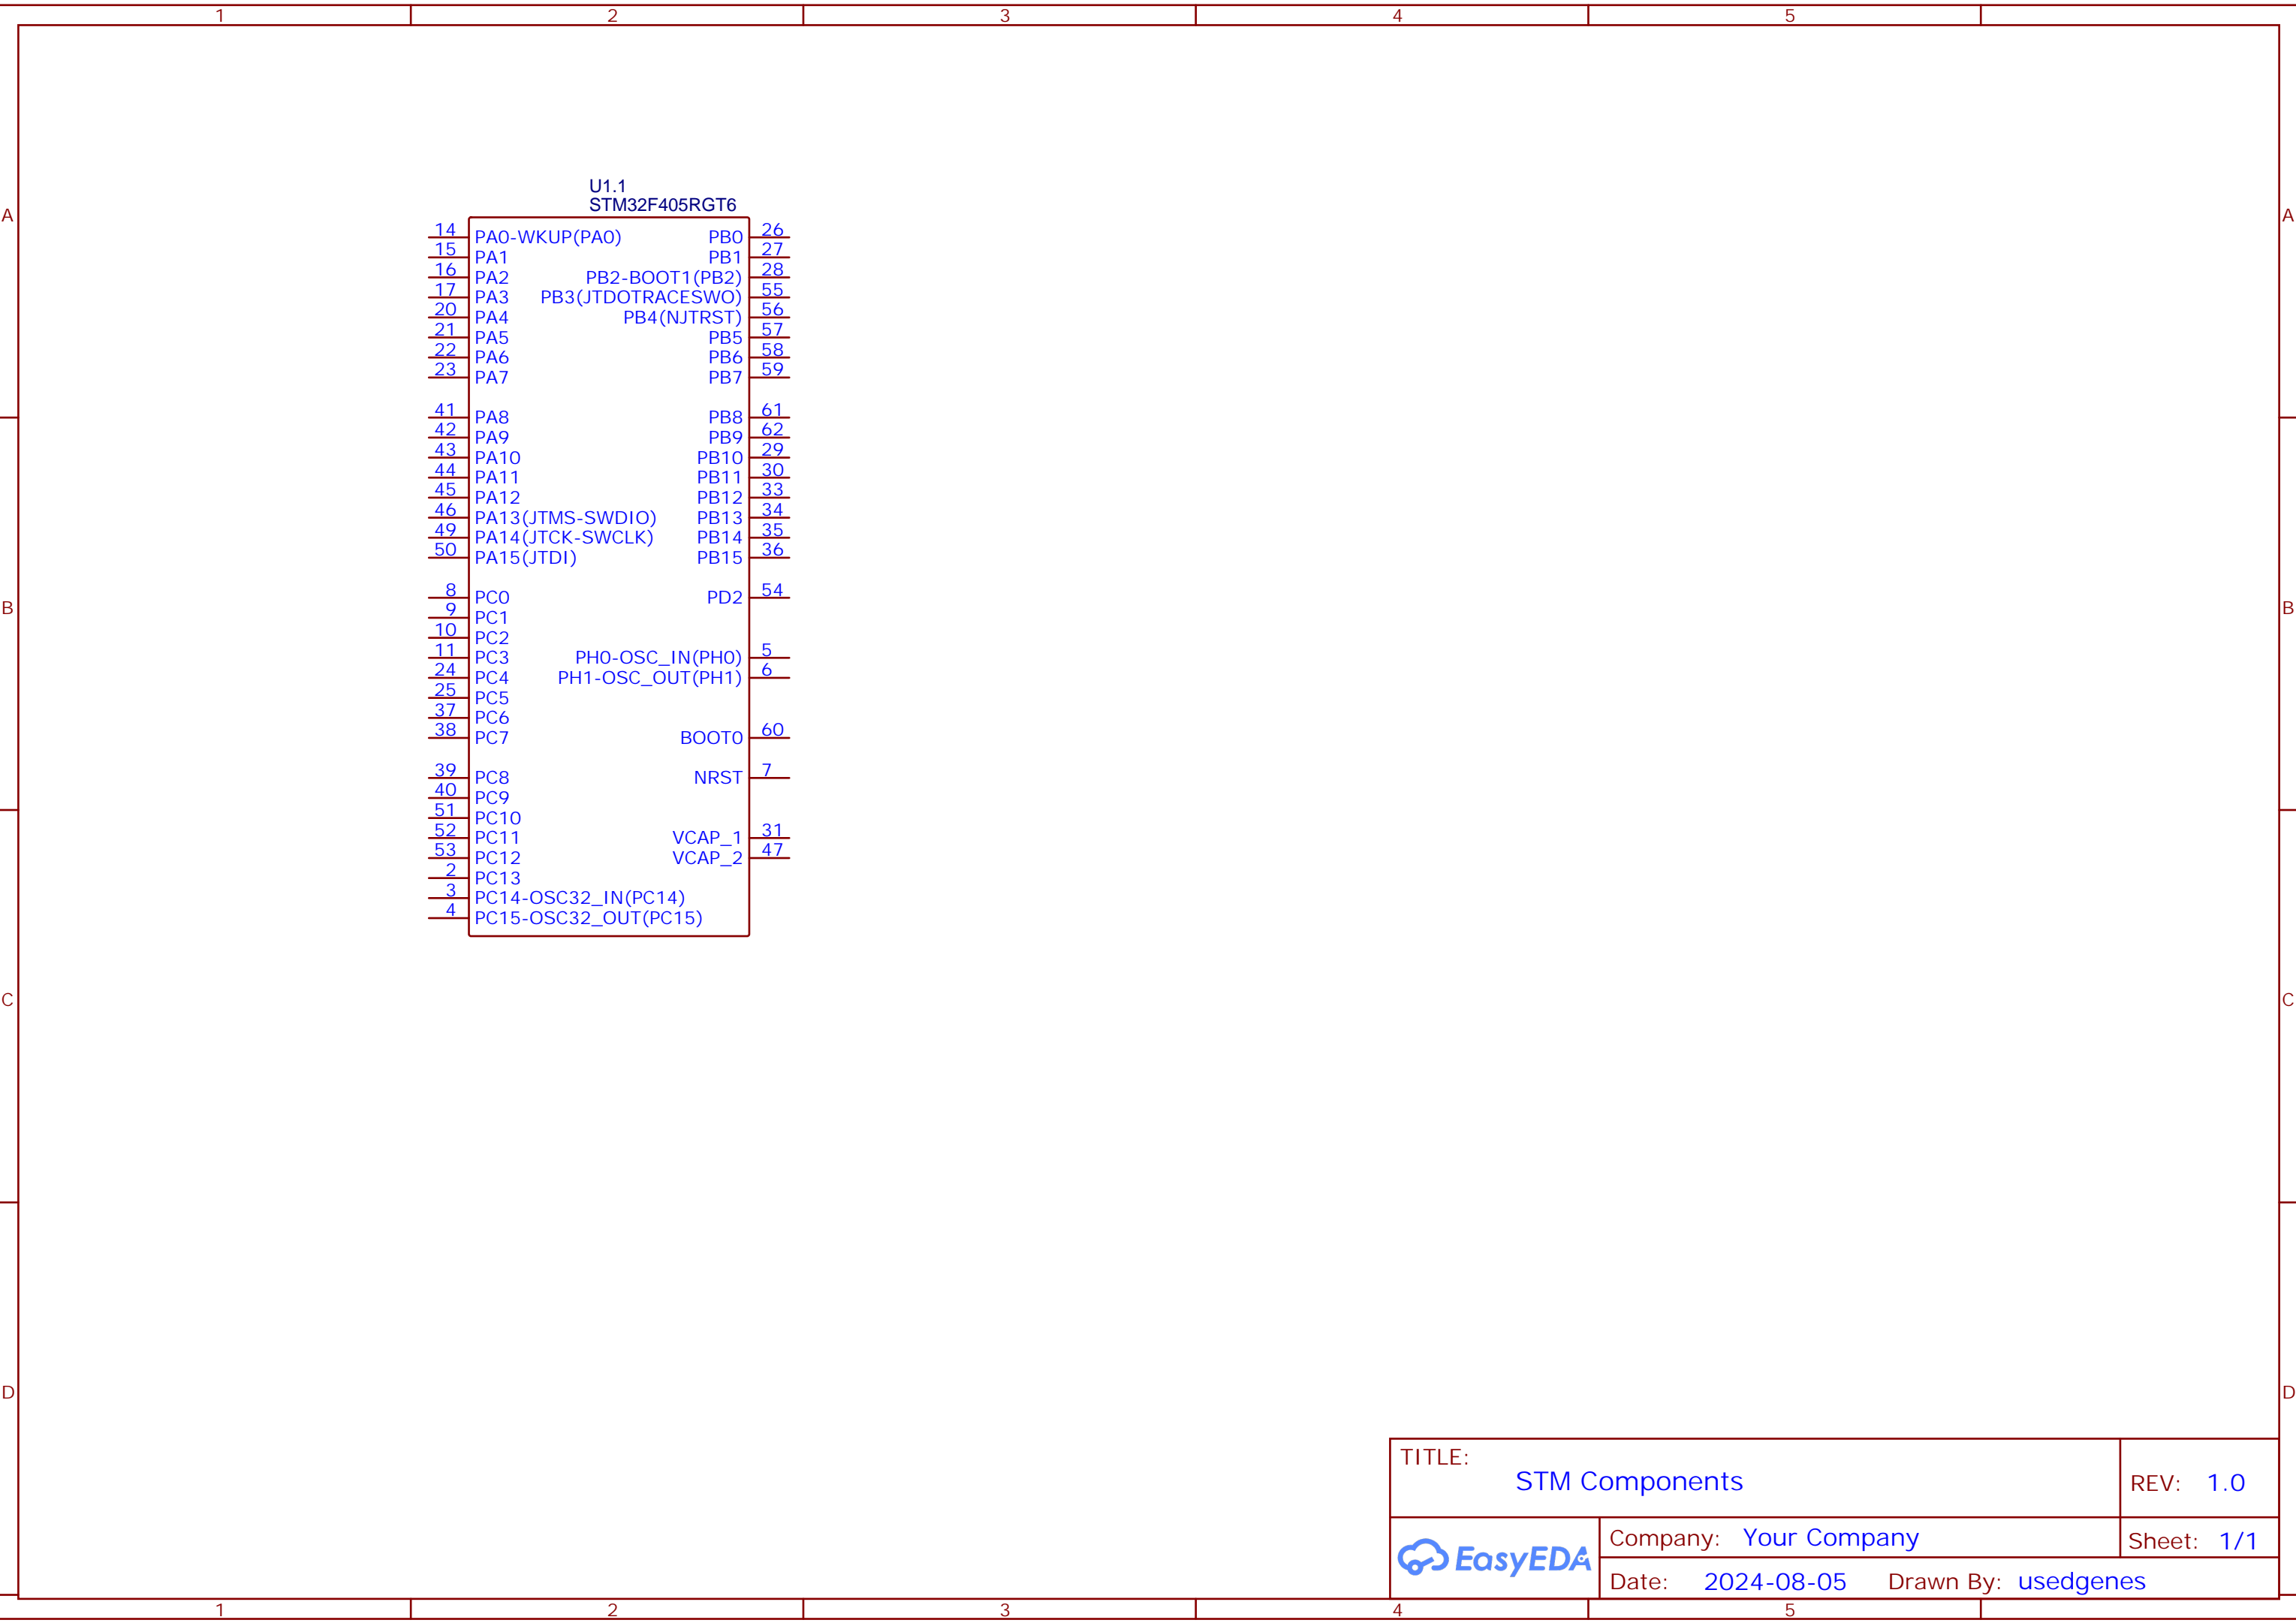 1 2 3 4 5
U1.1
STM32F405RGT6
A A
14 PA0-WKUP(PA0) PB0 26
15 PA1 PB1 27
16 PA2 PB2-BOOT1(PB2) 28
17 PA3 PB3(JTDOTRACESWO) 55
20 PA4 PB4(NJTRST) 56
21 PA5 PB5 57
22 PA6 PB6 58
23 PA7 PB7 59
41 PA8 PB8 61
42 PA9 PB9 62
43 PA10 PB10 29
44 PA11 PB11 30
45 PA12 PB12 33
46 PA13(JTMS-SWDIO) PB13 34
49 PA14(JTCK-SWCLK) PB14 35
50 PA15(JTDI) PB15 36
8 PC0 PD2 54
B B
9 PC1
10 PC2
11 PC3 PH0-OSC_IN(PH0) 5
24 PC4 PH1-OSC_OUT(PH1) 6
25 PC5
37 PC6
38 PC7 BOOT0 60
39 PC8 NRST 7
40 PC9
51 PC10
52 PC11 VCAP_1 31
53 PC12 VCAP_2 47
2 PC13
3 PC14-OSC32_IN(PC14)
4 PC15-OSC32_OUT(PC15)
C C
D D
TITLE:
STM Components
REV: 1.0
EasyEDA
Company: Your Company
Sheet: 1/1
Date: 2024-08-05 Drawn By: usedgenes
1 2 3 4 5